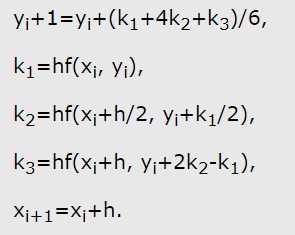 yᵢ+1=yᵢ+(k₁+4k₂+k₃)/6,
k₁=hf(xᵢ, yᵢ),
k₂=hf(xᵢ+h/2, yᵢ+k₁/2),
k₃=hf(xᵢ+h, yᵢ+2k₂-k₁),
xᵢ₊₁=xᵢ+h.